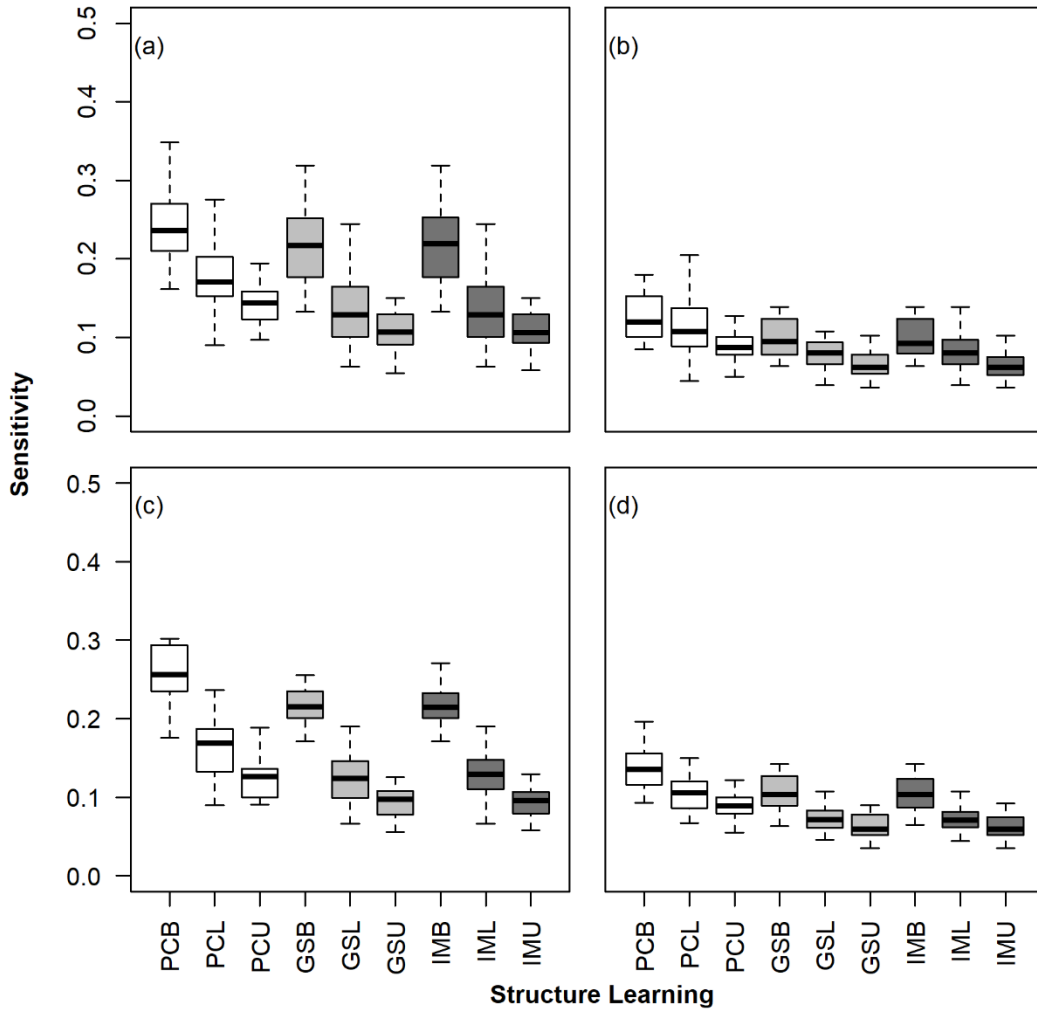 (a)
(b)
0.5
0.4
0.3
0.2
0.1
0.0
(c)
(d)
0.5
0.4
0.3
0.2
0.1
0.0
Sensitivity
PCB PCL PCU GSB GSL GSU IMB IML IMU
PCB PCL PCU GSB GSL GSU IMB IML IMU
Structure Learning